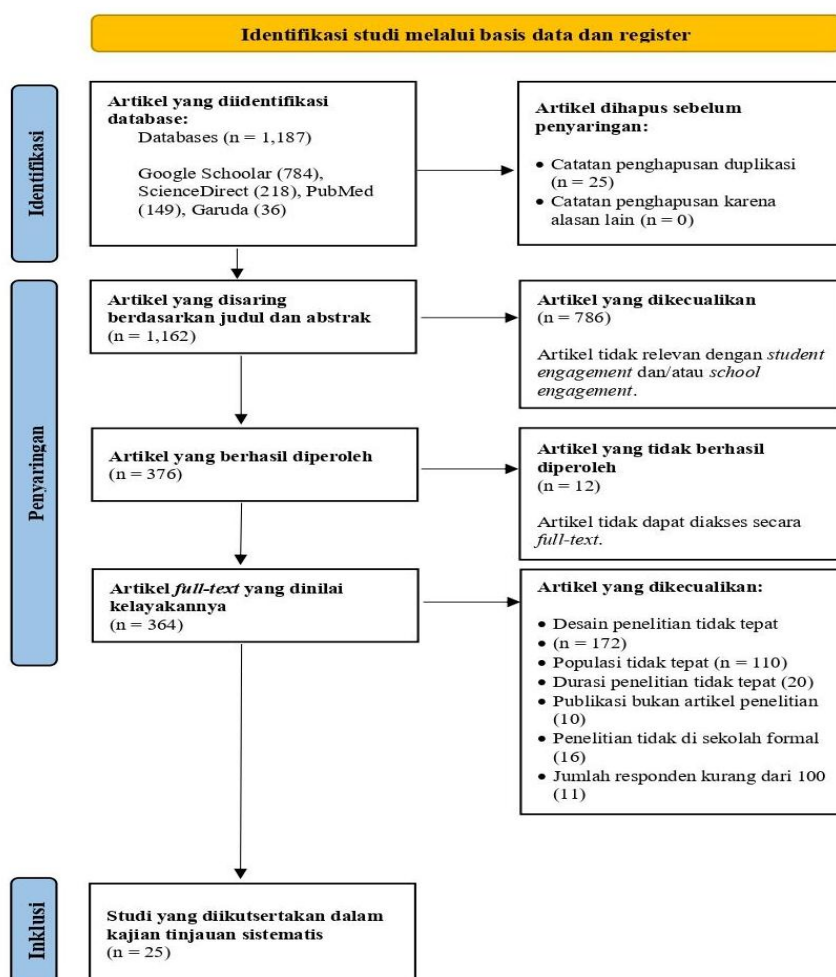 Identifikasi studi melalui basis data dan register
Identifikasi
Artikel yang diidentifikasi
database:
Databases (n = 1,187)
Google Schoolar (784),
ScienceDirect (218), PubMed
(149), Garuda (36)
Artikel dihapus sebelum
penyaringan:
• Catatan penghapusan duplikasi
(n = 25)
• Catatan penghapusan karena
alasan lain (n = 0)
Penyaringan
Artikel yang disaring
berdasarkan judul dan abstrak
(n = 1,162)
Artikel yang dikecualikan
(n = 786)
Artikel tidak relevan dengan student
engagement dan/atau school
engagement.
Artikel yang berhasil diperoleh
(n = 376)
Artikel yang tidak berhasil
diperoleh
(n = 12)
Artikel tidak dapat diakses secara
full-text.
Artikel full-text yang dinilai
kelayakannya
(n = 364)
Artikel yang dikecualikan:
• Desain penelitian tidak tepat
• (n = 172)
• Populasi tidak tepat (n = 110)
• Durasi penelitian tidak tepat (20)
• Publikasi bukan artikel penelitian
(10)
• Penelitian tidak di sekolah formal
(16)
• Jumlah responden kurang dari 100
(11)
Inklusi
Studi yang diikutsertakan dalam
kajian tinjauan sistematis
(n = 25)